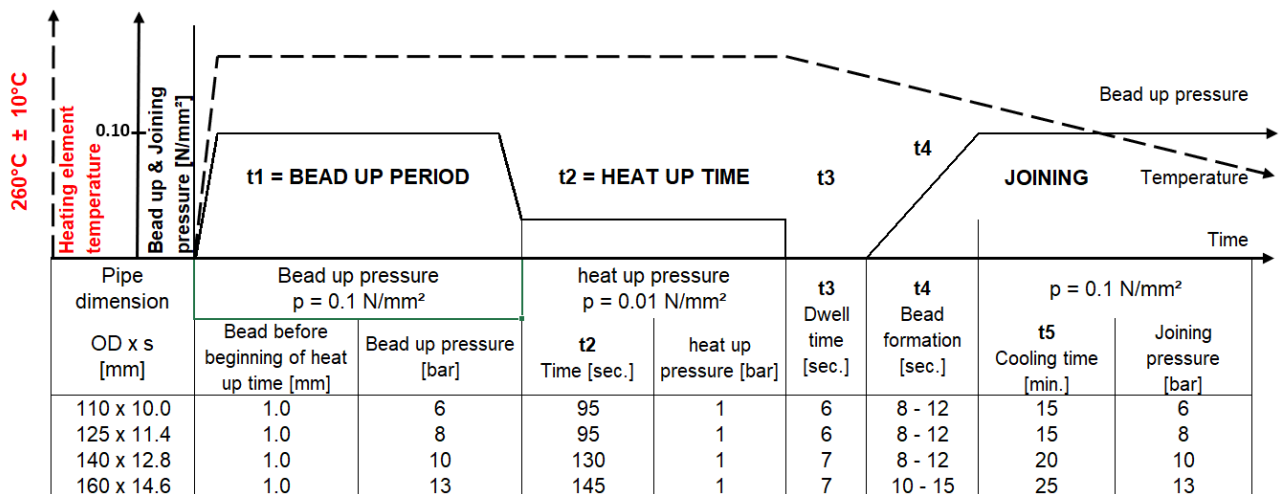 260°C ± 10°C
Heating element
temperature
Bead up & Joining
pressure [N/mm²]
0.10
Bead up pressure
t1 = BEAD UP PERIOD
t2 = HEAT UP TIME
t3
t4
JOINING
Temperature
Time
Pipe
dimension
OD x s
[mm]
Bead up pressure
p = 0.1 N/mm²
Bead before
beginning of heat
up time [mm]
Bead up pressure
[bar]
heat up pressure
p = 0.01 N/mm²
t2
Time [sec.]
heat up
pressure [bar]
t3
Dwell
time
[sec.]
t4
Bead
formation
[sec.]
p = 0.1 N/mm²
t5
Cooling time
[min.]
Joining
pressure
[bar]
110 x 10.0 1.0 6 95 1 6 8 - 12 15 6
125 x 11.4 1.0 8 95 1 6 8 - 12 15 8
140 x 12.8 1.0 10 130 1 7 8 - 12 20 10
160 x 14.6 1.0 13 145 1 7 10 - 15 25 13